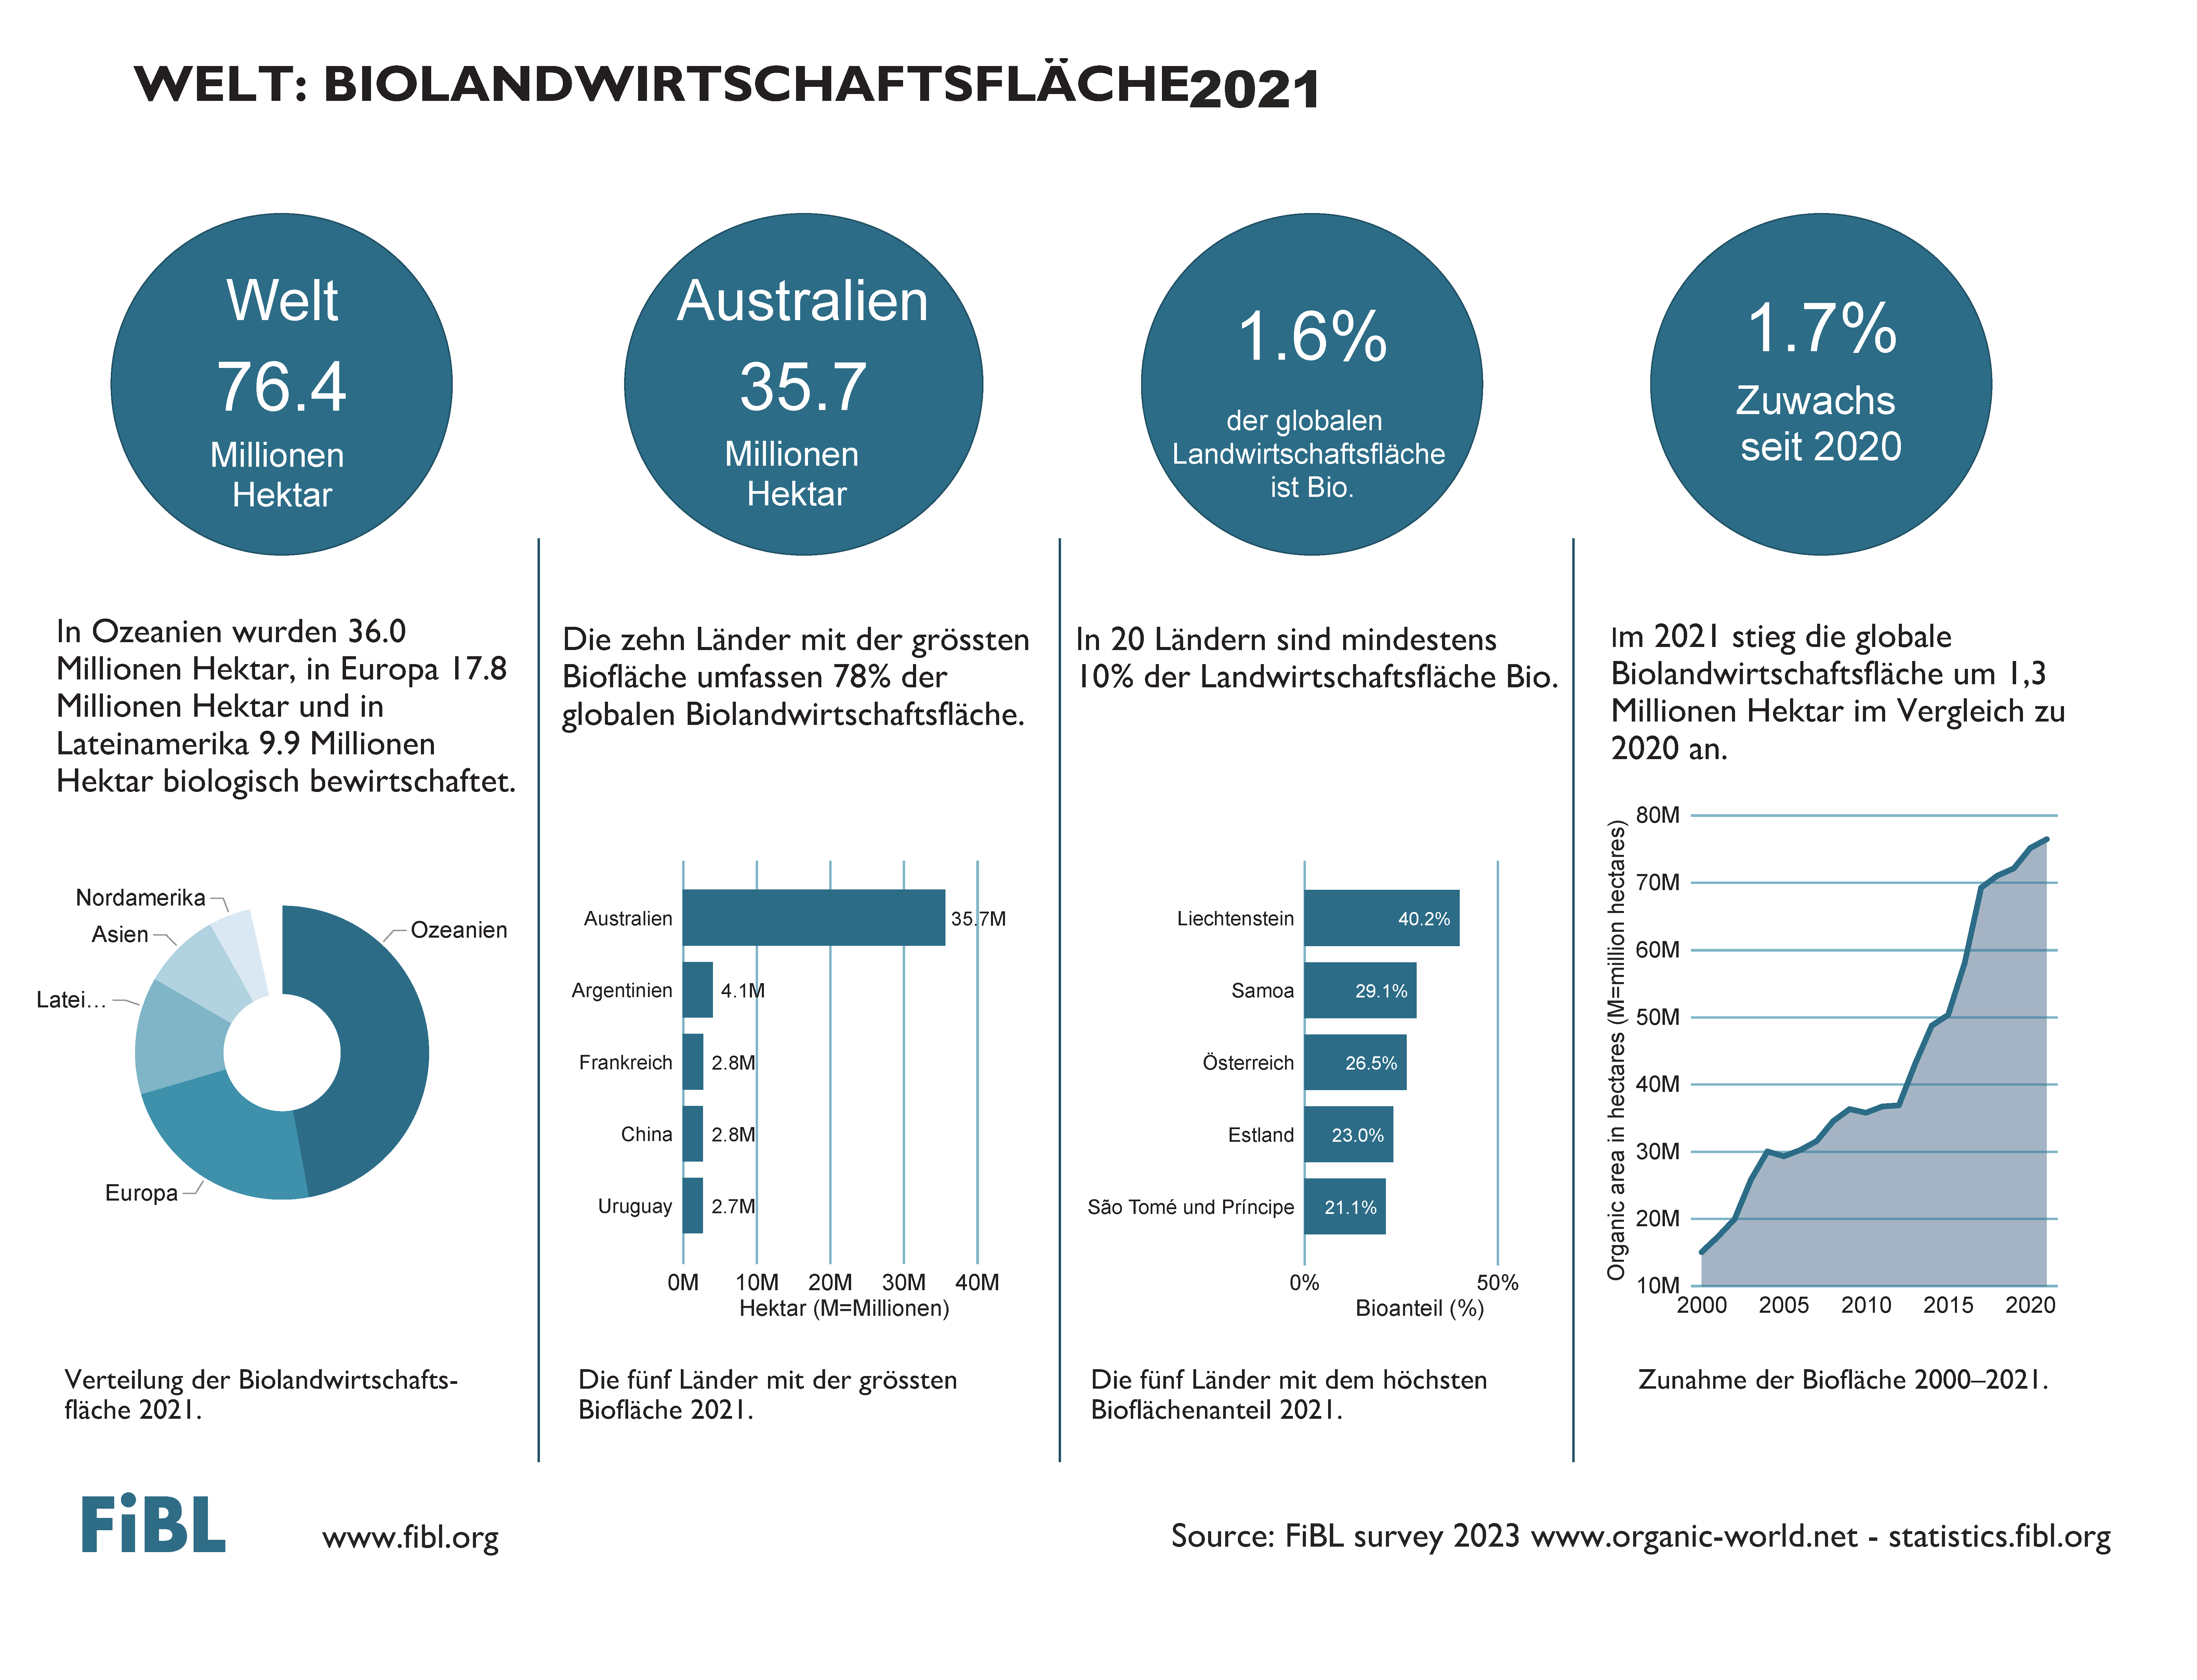 WELT: BIOLANDWIRTSCHAFTSFLÄCHE2021
Welt
76.4
Millionen
Hektar
Australien
35.7
Millionen
Hektar
1.6%
der globalen
Landwirtschaftsfläche
ist Bio.
1.7%
Zuwachs
seit 2020
In Ozeanien wurden 36.0
Millionen Hektar, in Europa 17.8
Millionen Hektar und in
Lateinamerika 9.9 Millionen
Hektar biologisch bewirtschaftet.
Nordamerika
Asien
Latei...
Europa
Ozeanien
Verteilung der Biolandwirtschafts-
fläche 2021.
Die zehn Länder mit der grössten
Biofläche umfassen 78% der
globalen Biolandwirtschaftsfläche.
Australien 35.7M
Argentinien 4.1M
Frankreich 2.8M
China 2.8M
Uruguay 2.7M
0M 10M 20M 30M 40M
Hektar (M=Millionen)
Die fünf Länder mit der grössten
Biofläche 2021.
In 20 Ländern sind mindestens
10% der Landwirtschaftsfläche Bio.
Liechtenstein 40.2%
Samoa 29.1%
Österreich 26.5%
Estland 23.0%
São Tomé und Príncipe 21.1%
0% 50%
Bioanteil (%)
Die fünf Länder mit dem höchsten
Bioflächenanteil 2021.
Im 2021 stieg die globale
Biolandwirtschaftsfläche um 1,3
Millionen Hektar im Vergleich zu
2020 an.
Organic area in hectares (M=million hectares)
80M
70M
60M
50M
40M
30M
20M
10M
2000 2005 2010 2015 2020
Zunahme der Biofläche 2000–2021.
FiBL
www.fibl.org
Source: FiBL survey 2023 www.organic-world.net - statistics.fibl.org